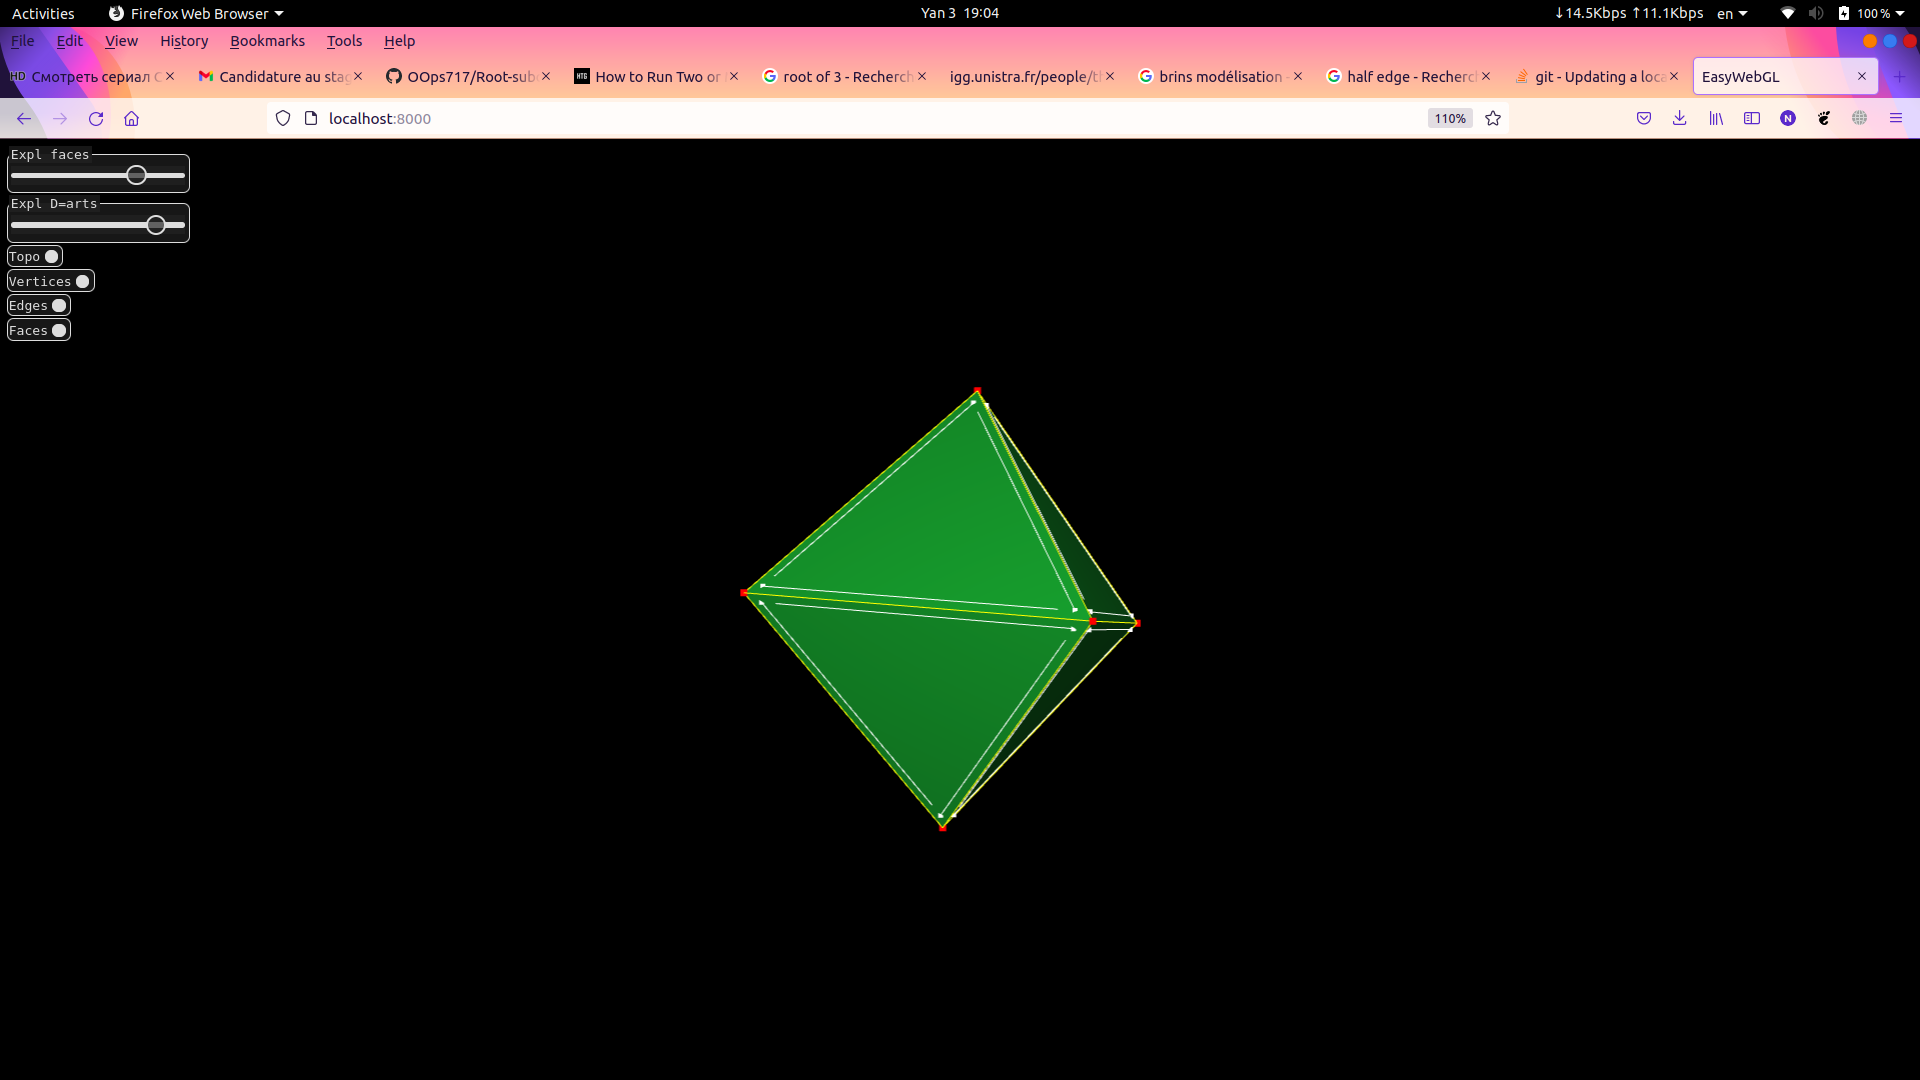 Activities Firefox Web Browser Yan 3 19:04 ↓14.5Kbps ↑11.1Kbps en 100 %
File Edit View History Bookmarks Tools Help
HD Смотреть сериал Candidature au stag OOps717/Root-sub HTG How to Run Two or root of 3 - Recherch igg.unistra.fr/people/th brins modélisation - half edge - Recherch git - Updating a loca EasyWebGL
localhost:8000 110% N
Expl faces
Expl D=arts
Topo
Vertices
Edges
Faces